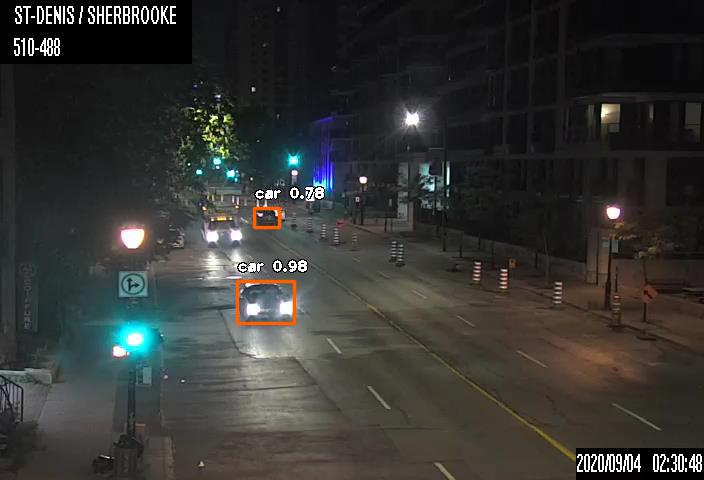 ST-DENIS / SHERBROOKE
510-488
car 0.78
car 0.98
2020/09/04 02:30:48